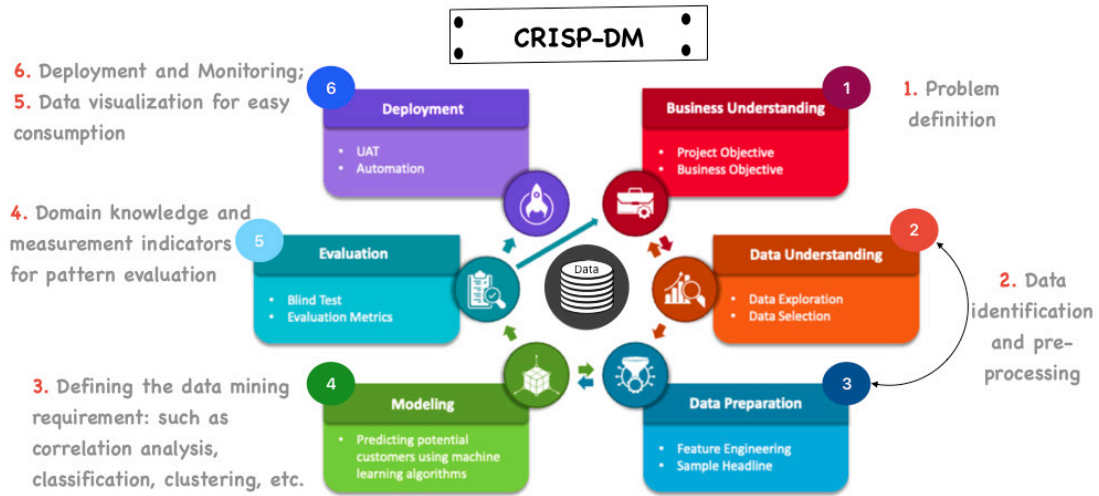 CRISP-DM
6. Deployment and Monitoring;
5. Data visualization for easy
consumption
6
Deployment
• UAT
• Automation
1
Business Understanding
• Project Objective
• Business Objective
1. Problem
definition
4. Domain knowledge and
measurement indicators
for pattern evaluation
5
Evaluation
• Blind Test
• Evaluation Metrics
Data
2
Data Understanding
• Data Exploration
• Data Selection
2. Data
identification
and pre-
processing
3. Defining the data mining
requirement: such as
correlation analysis,
classification, clustering, etc.
4
Modeling
• Predicting potential
customers using machine
learning algorithms
3
Data Preparation
• Feature Engineering
• Sample Headline